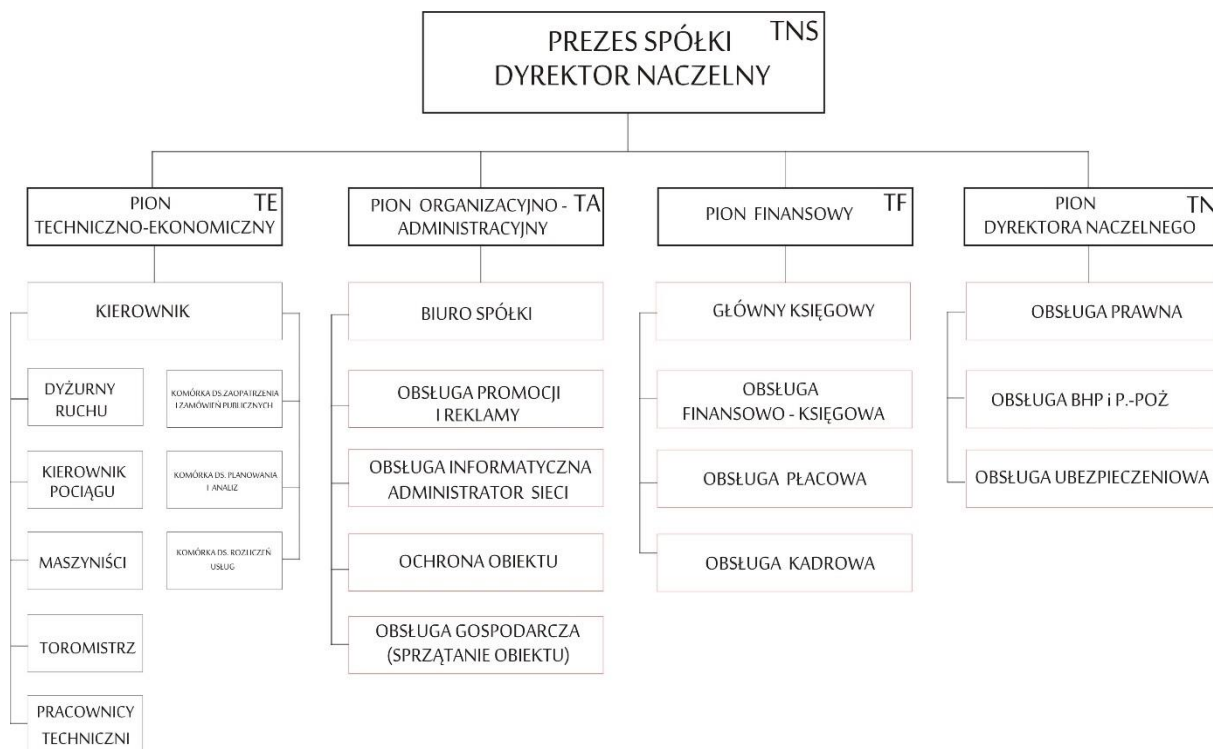 PREZES SPÓŁKI TNS
DYREKTOR NACZELNY
PION TE
TECHNICZNO-EKONOMICZNY
KIEROWNIK
DYŻURNY
RUCHU
KIEROWNIK
POCIĄGU
MASZYNIŚCI
TOROMISTRZ
PRACOWNICY
TECHNICZNI
KOMÓRKA DS.ZAOPATRZENIA
I ZAMÓWIEŃ PUBLICZNYCH
KOMÓRKA DS. PLANOWANIA
I ANALIZ
KOMÓRKA DS. ROZLICZEŃ
USŁUG
PION ORGANIZACYJNO - TA
ADMINISTRACYJNY
BIURO SPÓŁKI
OBSŁUGA PROMOCJI
I REKLAMY
OBSŁUGA INFORMATYCZNA
ADMINISTRATOR SIECI
OCHRONA OBIEKTU
OBSŁUGA GOSPODARCZA
(SPRZĄTANIE OBIEKTU)
PION FINANSOWY TF
GŁÓWNY KSIĘGOWY
OBSŁUGA
FINANSOWO - KSIĘGOWA
OBSŁUGA PŁACOWA
OBSŁUGA KADROWA
PION TN
DYREKTORA NACZELNEGO
OBSŁUGA PRAWNA
OBSŁUGA BHP i P.-POŻ
OBSŁUGA UBEZPIECZENIOWA